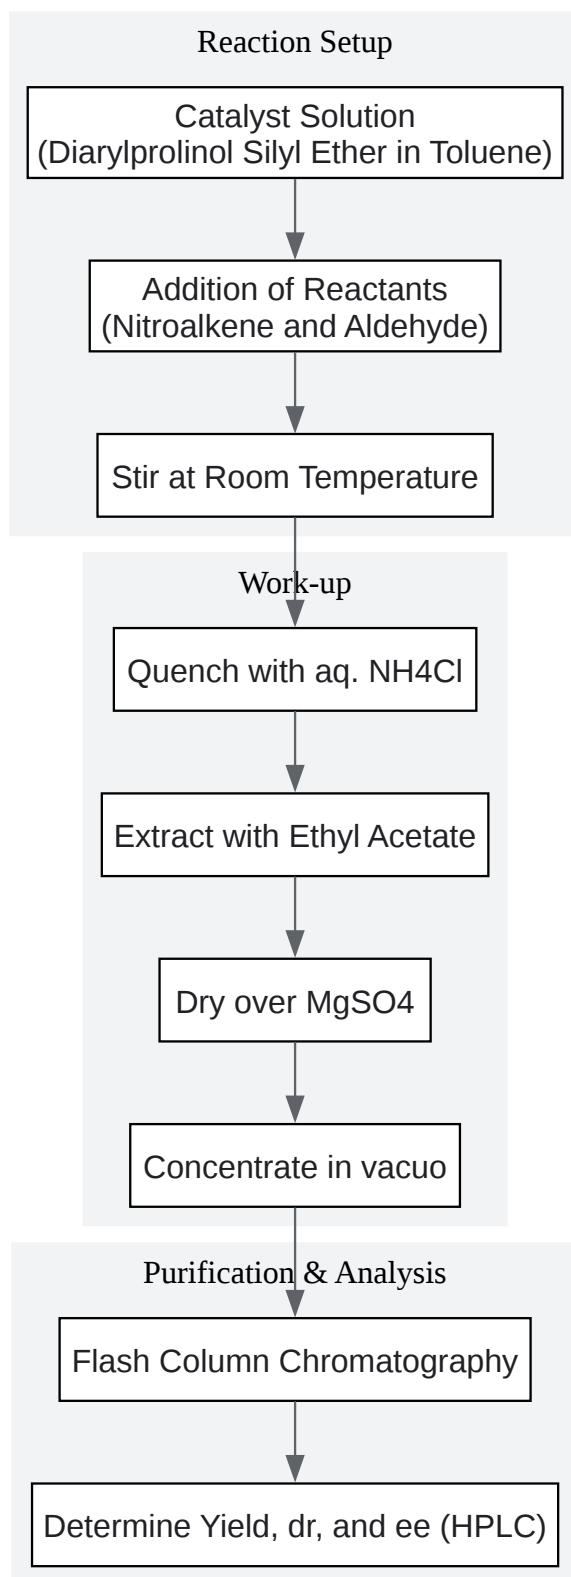 Reaction Setup
Catalyst Solution
(Diarylprolinol Silyl Ether in Toluene)
Addition of Reactants
(Nitroalkene and Aldehyde)
Stir at Room Temperature
Work-up
Quench with aq. NH4Cl
Extract with Ethyl Acetate
Dry over MgSO4
Concentrate in vacuo
Purification & Analysis
Flash Column Chromatography
Determine Yield, dr, and ee (HPLC)